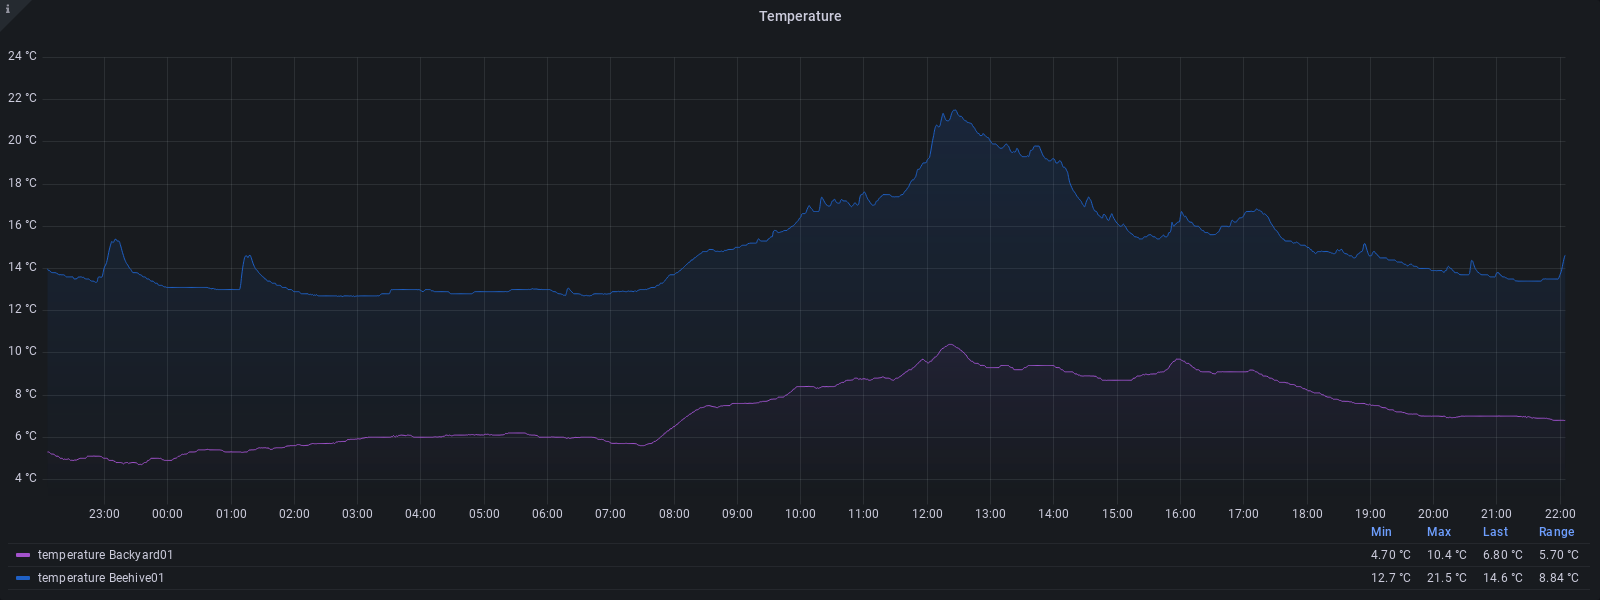 i
Temperature
24 °C
22 °C
20 °C
18 °C
16 °C
14 °C
12 °C
10 °C
8 °C
6 °C
4 °C
23:00 00:00 01:00 02:00 03:00 04:00 05:00 06:00 07:00 08:00 09:00 10:00 11:00 12:00 13:00 14:00 15:00 16:00 17:00 18:00 19:00 20:00 21:00 22:00
Min Max Last Range
temperature Backyard01 4.70 °C 10.4 °C 6.80 °C 5.70 °C
temperature Beehive01 12.7 °C 21.5 °C 14.6 °C 8.84 °C